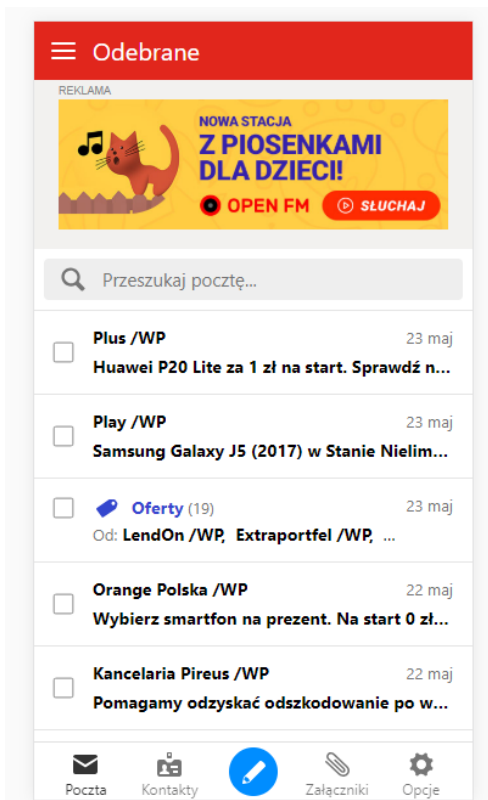 Odebrane
REKLAMA
NOWA STACJA
Z PIOSENKAMI
DLA DZIECI!
OPEN FM
SŁUCHAJ
Przeszukaj pocztę...
Plus /WP 23 maj
Huawei P20 Lite za 1 zł na start. Sprawdź n...
Play /WP 23 maj
Samsung Galaxy J5 (2017) w Stanie Nielim...
Oferty (19) 23 maj
Od: LendOn /WP, Extraportfel /WP, ...
Orange Polska /WP 22 maj
Wybierz smartfon na prezent. Na start 0 zł...
Kancelaria Pireus /WP 22 maj
Pomagamy odzyskać odszkodowanie po w...
Poczta Kontakty Załączniki Opcje